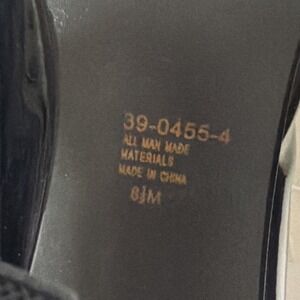 39-0455-4
ALL MAN MADE
MATERIALS
MADE IN CHINA
8½M